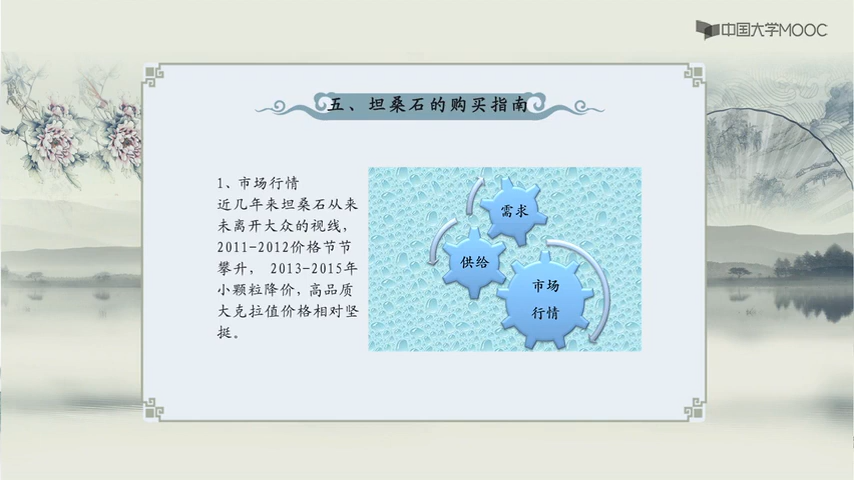 中国大学MOOC
五、坦桑石的购买指南
1、市场行情
近几年来坦桑石从来
未离开大众的视线，
2011-2012价格节节
攀升， 2013-2015年
小颗粒降价，高品质
大克拉值价格相对坚
挺。
需求
供给
市场
行情